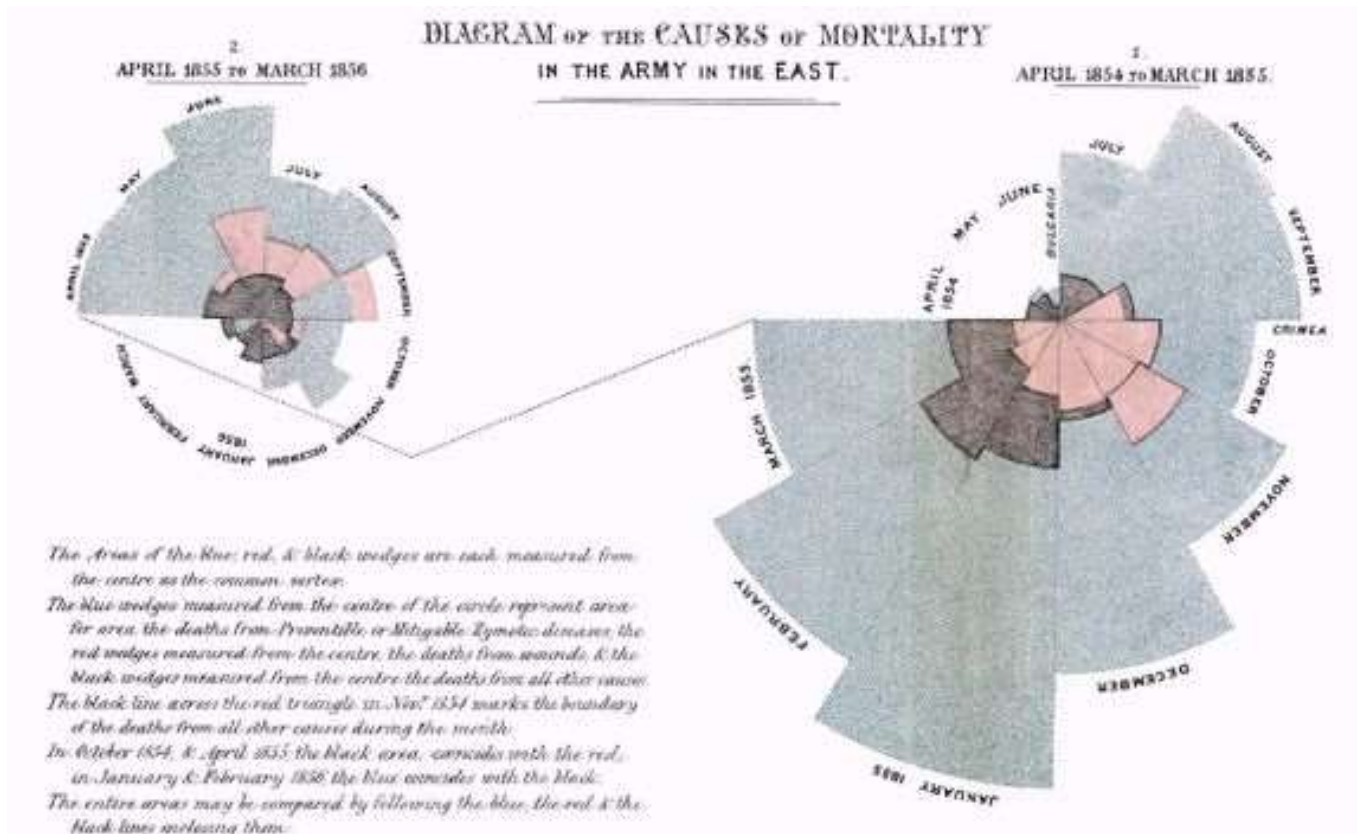 DIAGRAM OF THE CAUSES OF MORTALITY
IN THE ARMY IN THE EAST.
2.
APRIL 1855 TO MARCH 1856
JUNE
MAY
JULY
AUGUST
APRIL 1855
SEPTEMBER
OCTOBER
NOVEMBER
DECEMBER
JANUARY
1856
FEBRUARY
MARCH
1.
APRIL 1854 TO MARCH 1855.
APRIL
1854
MAY
JUNE
BULGARIA
JULY
AUGUST
SEPTEMBER
CRIMEA
OCTOBER
NOVEMBER
DECEMBER
JANUARY 1855
FEBRUARY
MARCH 1855
The Areas of the blue, red, & black wedges are each measured from
the centre as the common vertex.
The blue wedges measured from the centre of the circle represent area
for area the deaths from Preventible or Mitigable Zymotic diseases, the
red wedges measured from the centre, the deaths from wounds, & the
black wedges measured from the centre the deaths from all other causes
The black line across the red triangle in Novr. 1854 marks the boundary
of the deaths from all other causes during the month
In October 1854, & April 1855, the black area coincides with the red,
in January & February 1856, the blue coincides with the black.
The entire areas may be compared by following the blue, the red & the
black lines enclosing them.